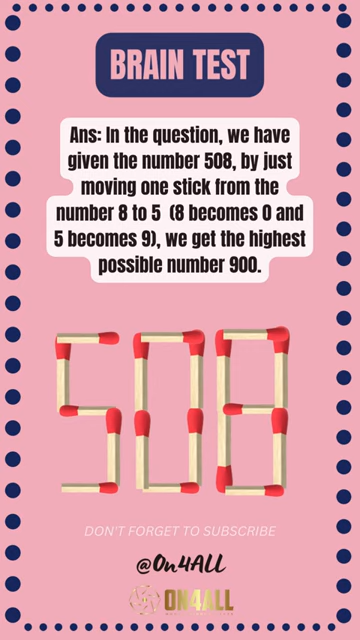 BRAIN TEST
Ans: In the question, we have
given the number 508, by just
moving one stick from the
number 8 to 5 (8 becomes 0 and
5 becomes 9), we get the highest
possible number 900.
508
DON'T FORGET TO SUBSCRIBE
@On4ALL
ON4ALL